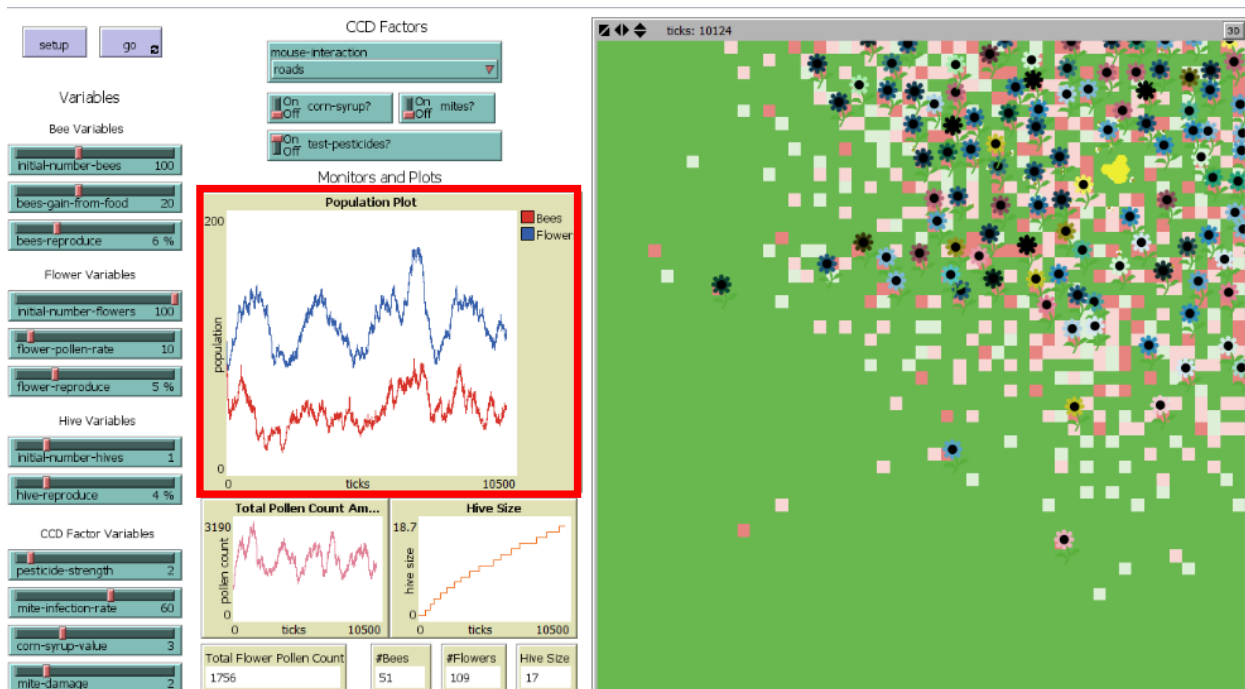 setup
go
Variables
Bee Variables
initial-number-bees 100
bees-gain-from-food 20
bees-reproduce 6 %
Flower Variables
initial-number-flowers 100
flower-pollen-rate 10
flower-reproduce 5 %
Hive Variables
initial-number-hives 1
hive-reproduce 4 %
CCD Factor Variables
pesticide-strength 2
mite-infection-rate 60
corn-syrup-value 3
mite-damage 2
CCD Factors
mouse-interaction
roads
On
Off corn-syrup?
On
Off mites?
On
Off test-pesticides?
Monitors and Plots
Population Plot
200
population
0
0 ticks 10500
Bees
Flower
Total Pollen Count Am...
3190
pollen count
0
0 ticks 10500
Hive Size
18.7
hive size
0
0 ticks 10500
Total Flower Pollen Count
1756
#Bees
51
#Flowers
109
Hive Size
17
ticks: 10124
3D